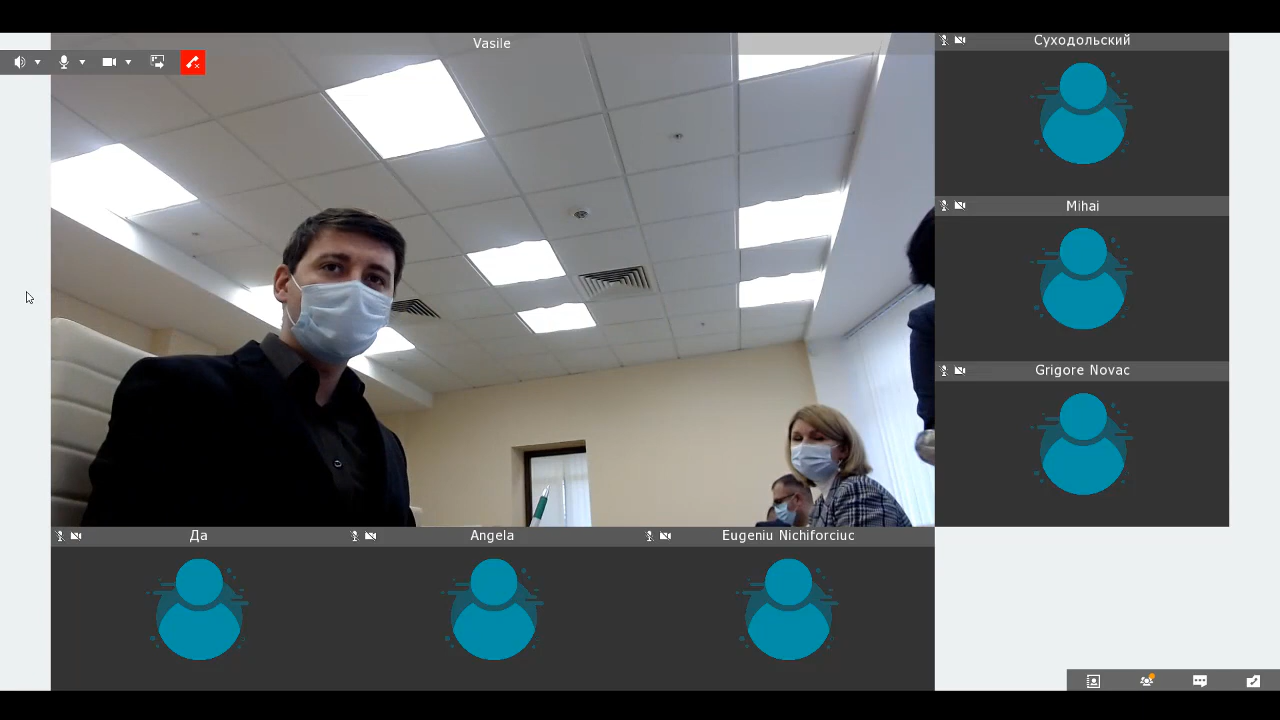 Vasile
Суходольский
Mihai
Grigore Novac
Да
Angela
Eugeniu Nichiforciuc